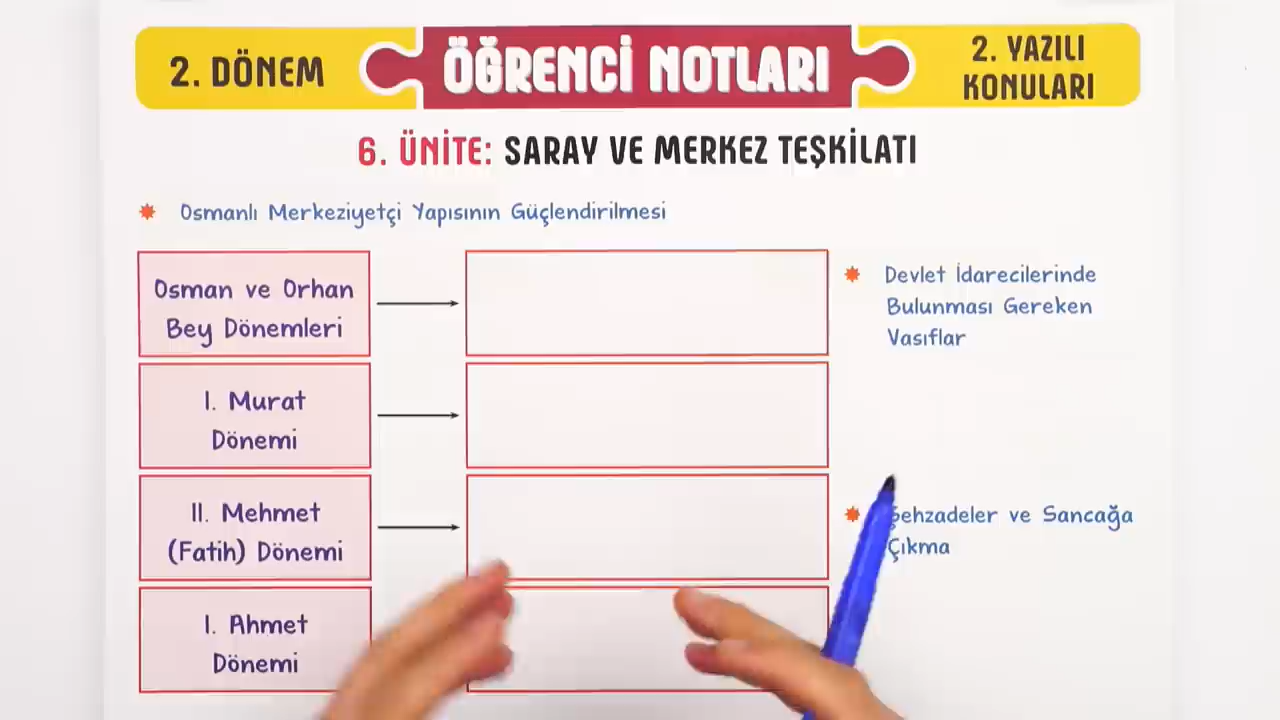 2. DÖNEM
ÖĞRENCİ NOTLARI
2. YAZILI
KONULARI
6. ÜNİTE: SARAY VE MERKEZ TEŞKİLATI
Osmanlı Merkeziyetçi Yapısının Güçlendirilmesi
Osman ve Orhan
Bey Dönemleri
I. Murat
Dönemi
II. Mehmet
(Fatih) Dönemi
I. Ahmet
Dönemi
Devlet İdarecilerinde
Bulunması Gereken
Vasıflar
Şehzadeler ve Sancağa
Çıkma